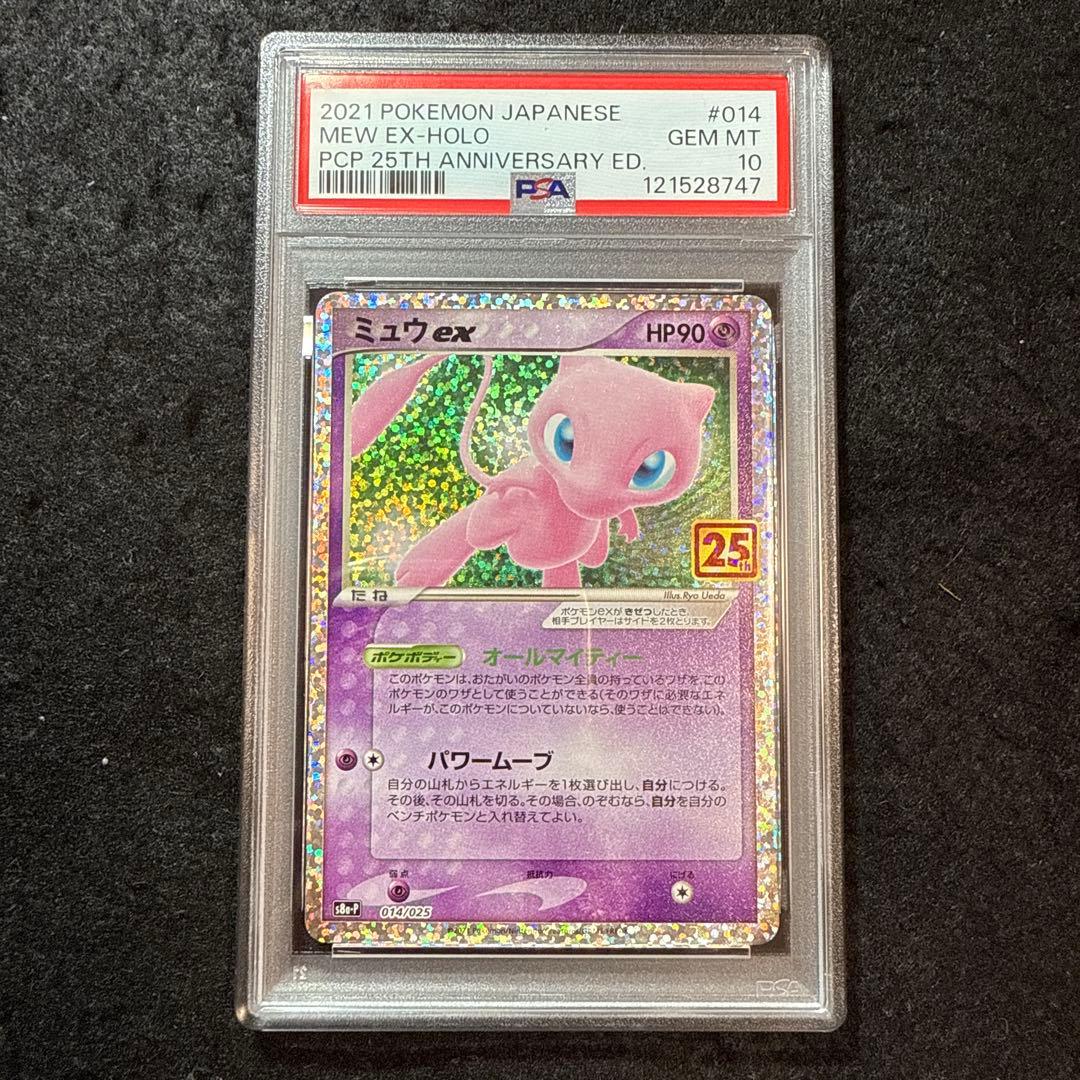 2021 POKEMON JAPANESE #014
MEW EX-HOLO GEM MT
PCP 25TH ANNIVERSARY ED. 10
PSA 121528747
ミュウex HP90
25th
たね Illus.Ryo Ueda
ポケモンexがきぜつしたとき、
相手プレイヤーはサイドを2枚とります。
ポケボディー オールマイティー
このポケモンは、おたがいのポケモン全員の持っているワザを、この
ポケモンのワザとして使うことができる(そのワザに必要なエネ
ルギーが、このポケモンについていないなら、使うことはできない)。
パワームーブ
自分の山札からエネルギーを1枚選び出し、自分につける。
その後、その山札を切る。その場合、のぞむなら、自分を自分の
ベンチポケモンと入れ替えてよい。
弱点 抵抗力 にげる
s8a-P 014/025
PSA